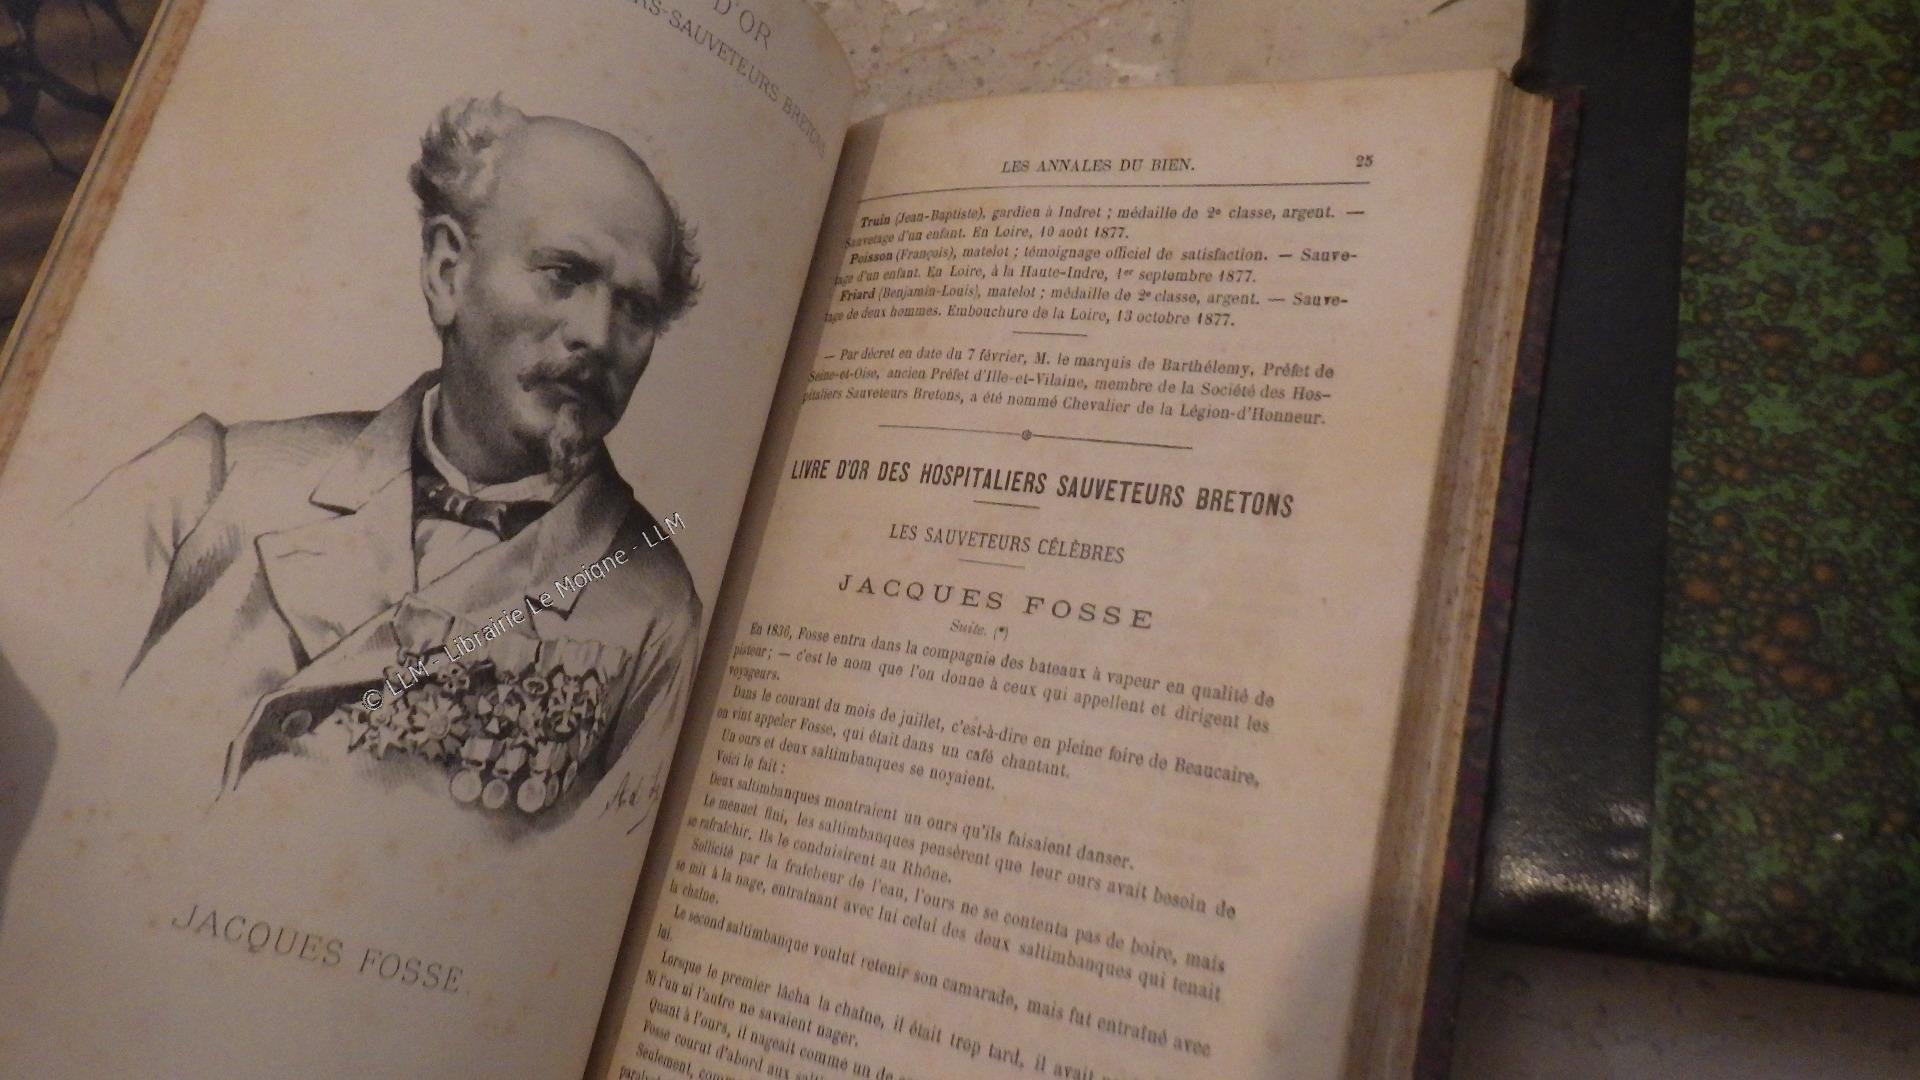 D'OR
RS-SAUVETEURS BRETONS
© LLM - Librairie Le Moigne - LLM
JACQUES FOSSE.
LES ANNALES DU BIEN. 25
Truin (Jean-Baptiste), gardien à Indret ; médaille de 2e classe, argent. —
Sauvetage d'un enfant. En Loire, 10 août 1877.
Poisson (François), matelot ; témoignage officiel de satisfaction. — Sauve-
tage d'un enfant. En Loire, à la Haute-Indre, 1er septembre 1877.
Friard (Benjamin-Louis), matelot ; médaille de 2e classe, argent. — Sauve-
tage de deux hommes. Embouchure de la Loire, 13 octobre 1877.
— Par décret en date du 7 février, M. le marquis de Barthélemy, Préfet de
Seine-et-Oise, ancien Préfet d'Ille-et-Vilaine, membre de la Société des Hos-
pitaliers Sauveteurs Bretons, a été nommé Chevalier de la Légion-d'Honneur.
LIVRE D'OR DES HOSPITALIERS SAUVETEURS BRETONS
LES SAUVETEURS CÉLÈBRES
JACQUES FOSSE
Suite. (*)
En 1836, Fosse entra dans la compagnie des bateaux à vapeur en qualité de
pisteur ; — c'est le nom que l'on donne à ceux qui appellent et dirigent les
voyageurs.
Dans le courant du mois de juillet, c'est-à-dire en pleine foire de Beaucaire,
on vint appeler Fosse, qui était dans un café chantant.
Un ours et deux saltimbanques se noyaient.
Voici le fait :
Deux saltimbanques montraient un ours qu'ils faisaient danser.
Le menuet fini, les saltimbanques pensèrent que leur ours avait besoin de
se rafraîchir. Ils le conduisirent au Rhône.
Sollicité par la fraîcheur de l'eau, l'ours ne se contenta pas de boire, mais
se mit à la nage, entraînant avec lui celui des deux saltimbanques qui tenait
la chaîne.
Le second saltimbanque voulut retenir son camarade, mais fut entraîné avec
lui.
Lorsque le premier lâcha la chaîne, il était trop tard, il avait
Ni l'un ni l'autre ne savaient nager.
Quant à l'ours, il nageait comme un de
Fosse courut d'abord aux
Seulement,